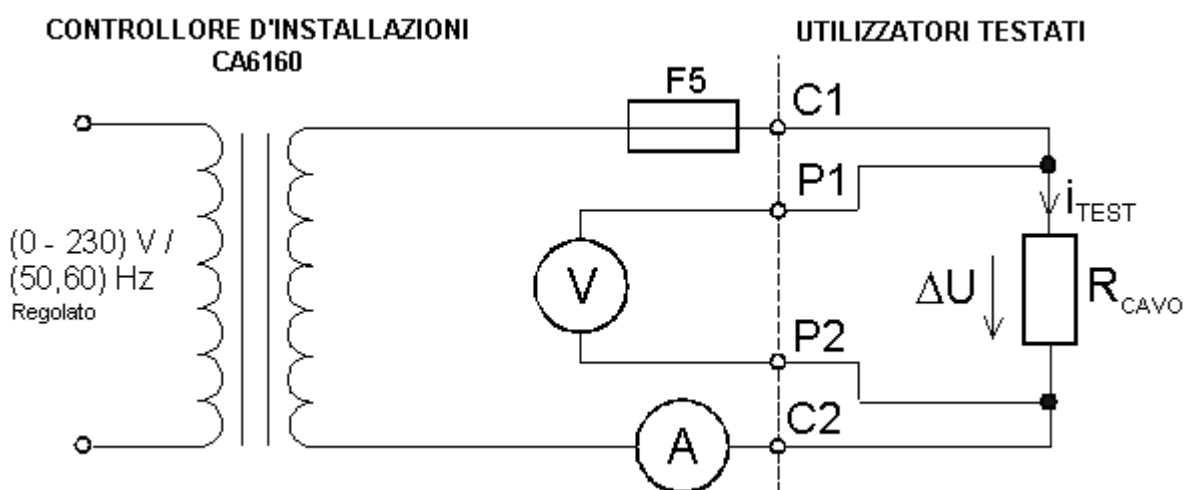 CONTROLLORE D'INSTALLAZIONI
CA6160
UTILIZZATORI TESTATI
F5
C1
P1
iTEST
(0 - 230) V /
(50,60) Hz
Regolato
V
ΔU
RCAVO
P2
C2
A